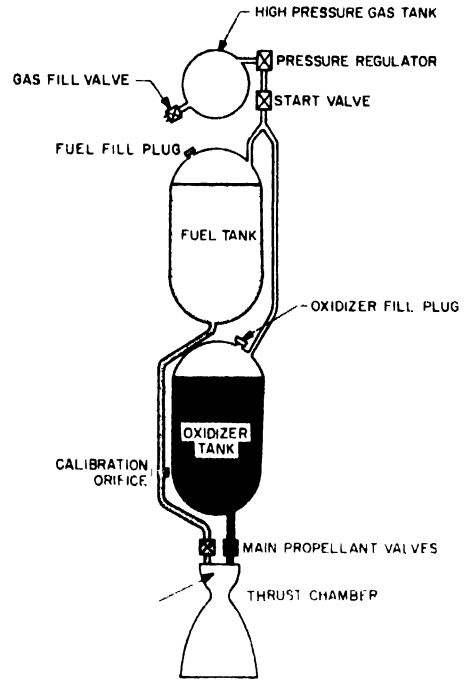 HIGH PRESSURE GAS TANK
PRESSURE REGULATOR
GAS FILL VALVE
START VALVE
FUEL FILL PLUG
FUEL TANK
OXIDIZER FILL PLUG
OXIDIZER
TANK
CALIBRATION
ORIFICE
MAIN PROPELLANT VALVES
THRUST CHAMBER